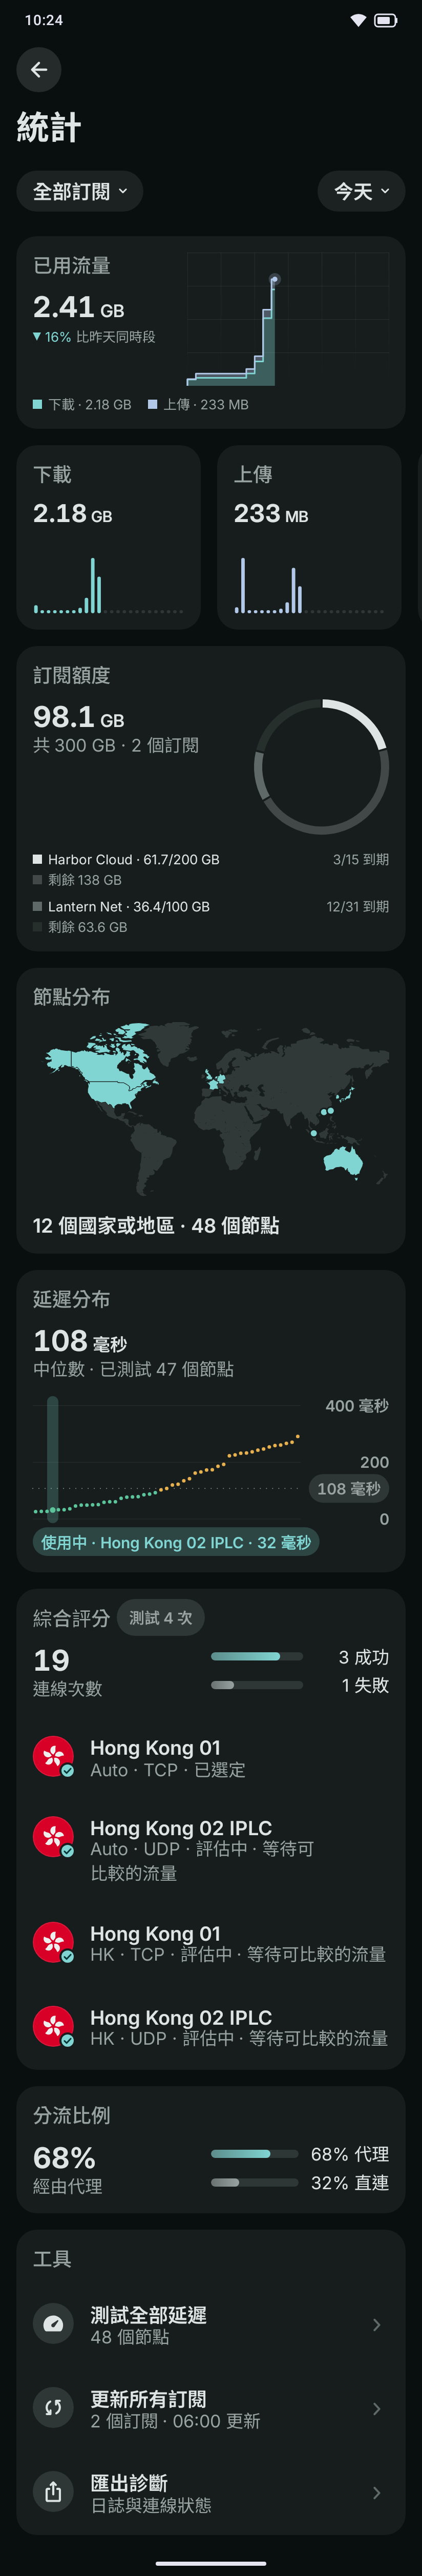 10:24
統計
全部訂閱
今天
已用流量
2.41 GB
▼ 16% 比昨天同時段
下載 · 2.18 GB
上傳 · 233 MB
下載
2.18 GB
上傳
233 MB
訂閱額度
98.1 GB
共 300 GB · 2 個訂閱
Harbor Cloud · 61.7/200 GB
3/15 到期
剩餘 138 GB
Lantern Net · 36.4/100 GB
12/31 到期
剩餘 63.6 GB
節點分布
12 個國家或地區 · 48 個節點
延遲分布
108 毫秒
中位數 · 已測試 47 個節點
400 毫秒
200
108 毫秒
0
使用中 · Hong Kong 02 IPLC · 32 毫秒
綜合評分
測試 4 次
19
連線次數
3 成功
1 失敗
Hong Kong 01
Auto · TCP · 已選定
Hong Kong 02 IPLC
Auto · UDP · 評估中 · 等待可
比較的流量
Hong Kong 01
HK · TCP · 評估中 · 等待可比較的流量
Hong Kong 02 IPLC
HK · UDP · 評估中 · 等待可比較的流量
分流比例
68%
經由代理
68% 代理
32% 直連
工具
測試全部延遲
48 個節點
更新所有訂閱
2 個訂閱 · 06:00 更新
匯出診斷
日誌與連線狀態